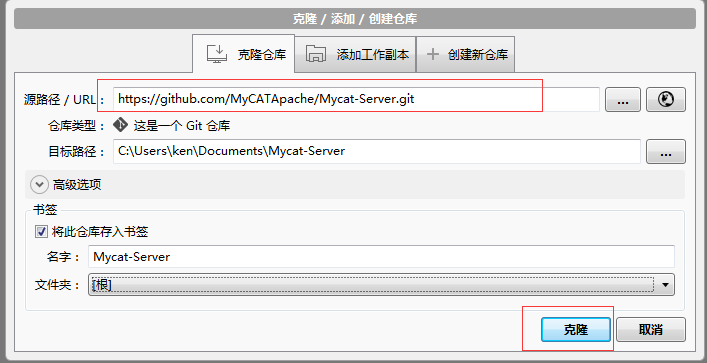 克隆 / 添加 / 创建仓库
克隆仓库 添加工作副本 创建新仓库
源路径 / URL: https://github.com/MyCATApache/Mycat-Server.git ...
仓库类型: 这是一个 Git 仓库
目标路径: C:\Users\ken\Documents\Mycat-Server ...
高级选项
书签
将此仓库存入书签
名字: Mycat-Server
文件夹: [根]
克隆 取消